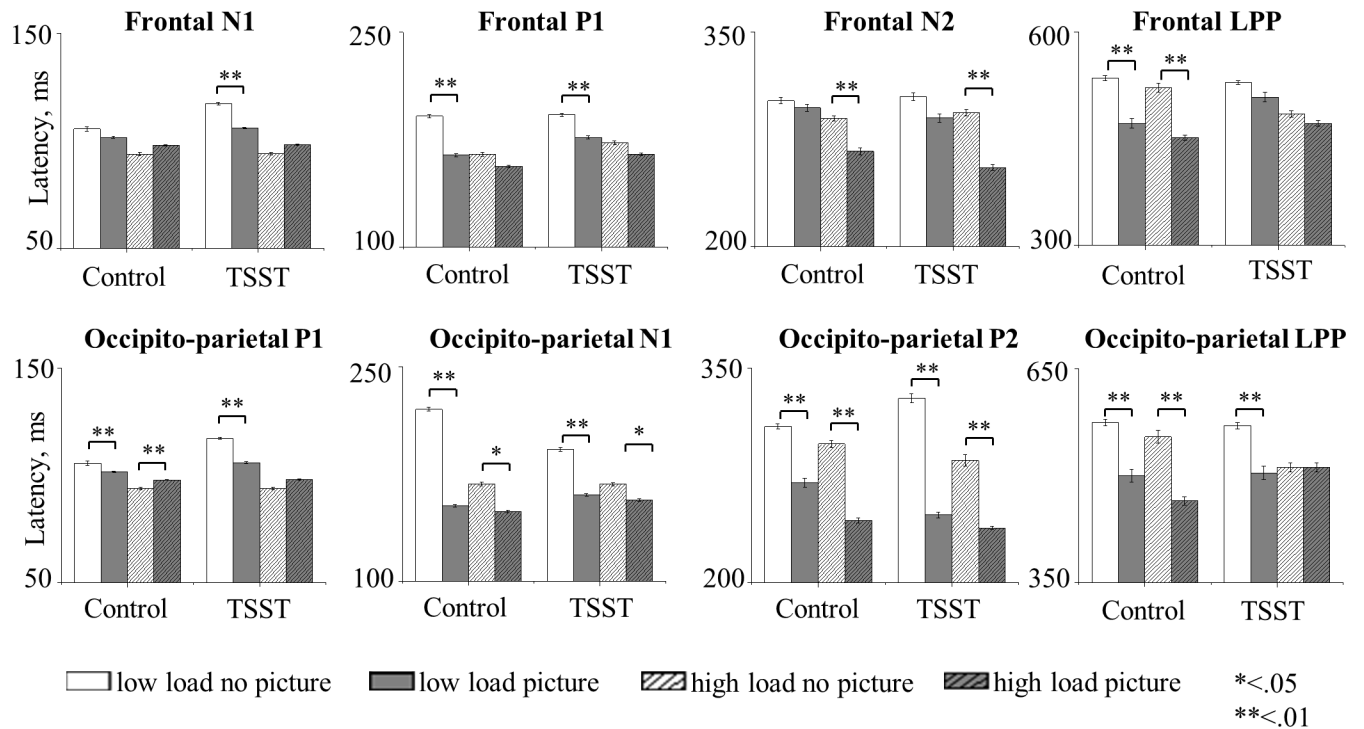 Frontal N1
Frontal P1
Frontal N2
Frontal LPP
Latency, ms
150
50
**
Control
TSST
250
100
**
**
Control
TSST
350
200
**
**
Control
TSST
600
300
**
**
Control
TSST
Occipito-parietal P1
Occipito-parietal N1
Occipito-parietal P2
Occipito-parietal LPP
Latency, ms
150
50
**
**
**
Control
TSST
250
100
**
*
**
*
Control
TSST
350
200
**
**
**
**
Control
TSST
650
350
**
**
**
Control
TSST
low load no picture
low load picture
high load no picture
high load picture
*<.05
**<.01